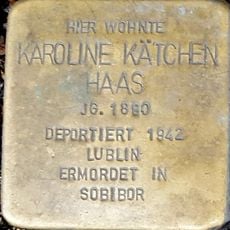 HIER WOHNTE
KAROLINE KÄTCHEN
HAAS
JG. 1880
DEPORTIERT 1942
LUBLIN
ERMORDET IN
SOBIBOR